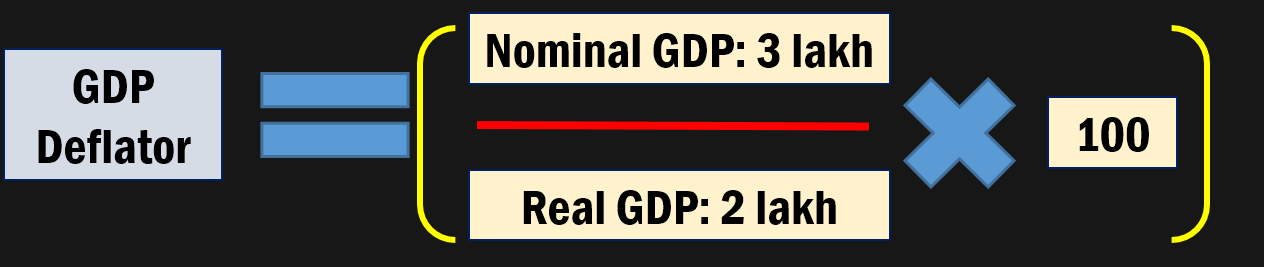 GDP
Deflator
Nominal GDP: 3 lakh
Real GDP: 2 lakh
100